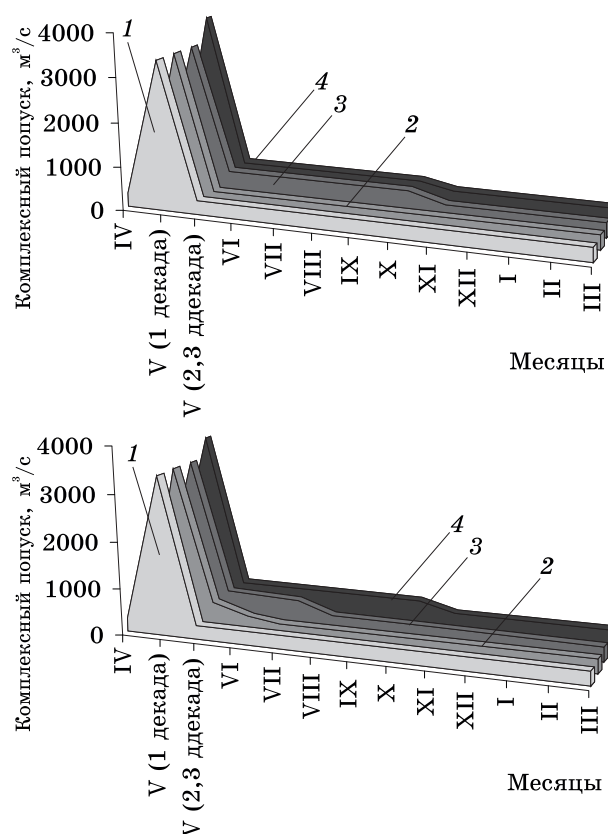 Комплексный попуск, м³/с
4000
3000
2000
1000
0
1
4
3
2
IV
V (1 декада)
V (2,3 ддекада)
VI
VII
VIII
IX
X
XI
XII
I
II
III
Месяцы
Комплексный попуск, м³/с
4000
3000
2000
1000
0
1
4
3
2
IV
V (1 декада)
V (2,3 ддекада)
VI
VII
VIII
IX
X
XI
XII
I
II
III
Месяцы